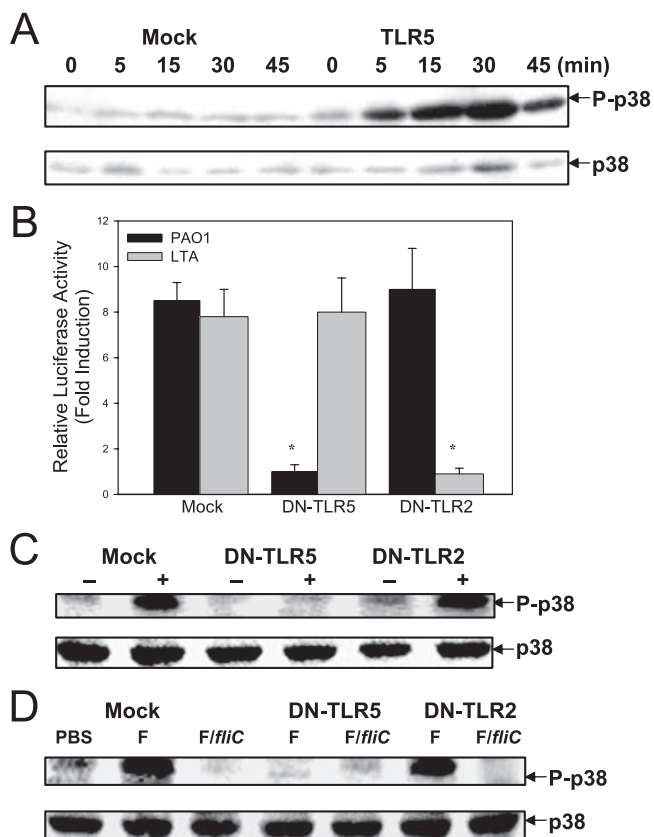 A
Mock TLR5
0 5 15 30 45 0 5 15 30 45 (min)
P-p38
p38
B
Relative Luciferase Activity
(Fold Induction)
12
10
8
6
4
2
0
PAO1
LTA
* *
Mock DN-TLR5 DN-TLR2
C
Mock DN-TLR5 DN-TLR2
– + – + – +
P-p38
p38
D
Mock DN-TLR5 DN-TLR2
PBS F F/fliC F F/fliC F F/fliC
P-p38
p38